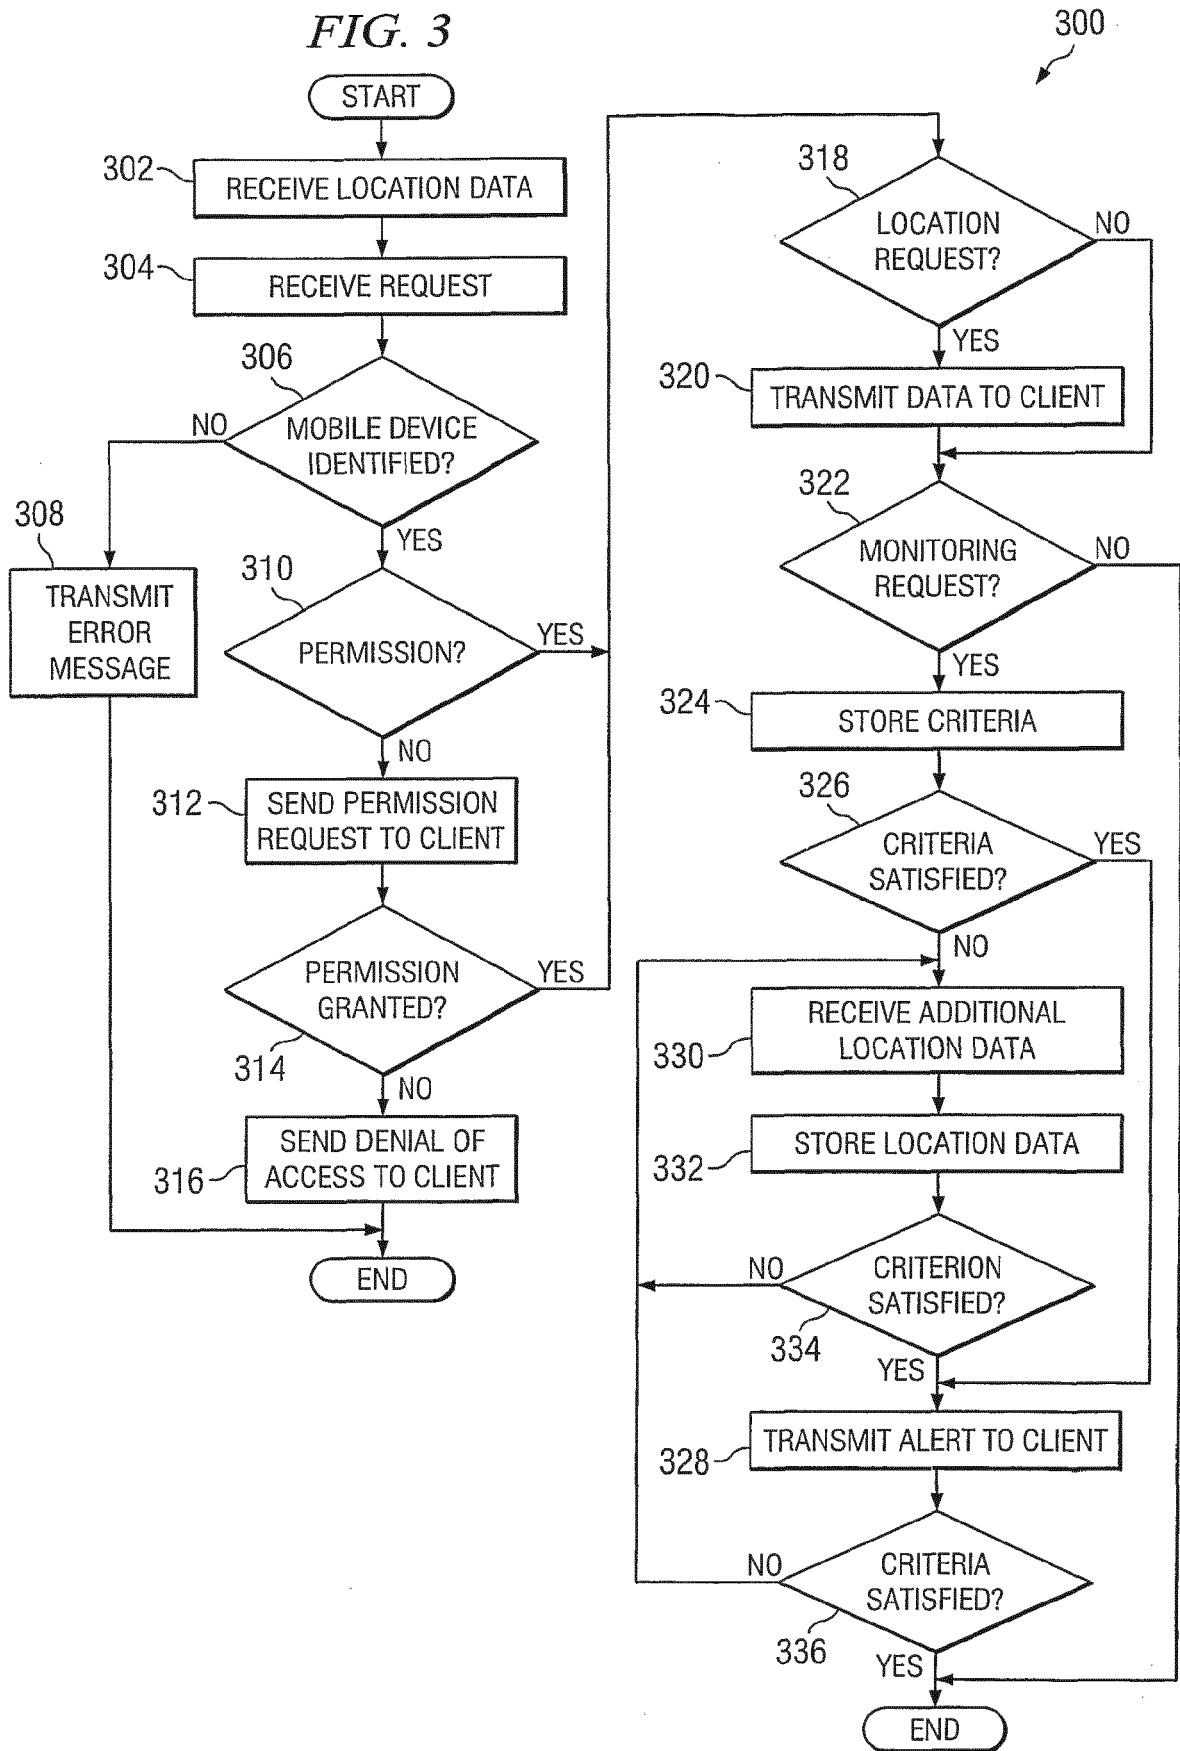 FIG. 3
300
START
302
RECEIVE LOCATION DATA
304
RECEIVE REQUEST
306
NO
MOBILE DEVICE
IDENTIFIED?
YES
308
TRANSMIT
ERROR
MESSAGE
310
PERMISSION?
YES
NO
312
SEND PERMISSION
REQUEST TO CLIENT
PERMISSION
GRANTED?
YES
314
NO
316
SEND DENIAL OF
ACCESS TO CLIENT
END
318
LOCATION
REQUEST?
NO
YES
320
TRANSMIT DATA TO CLIENT
322
MONITORING
REQUEST?
NO
YES
324
STORE CRITERIA
326
CRITERIA
SATISFIED?
YES
NO
330
RECEIVE ADDITIONAL
LOCATION DATA
332
STORE LOCATION DATA
NO
CRITERION
SATISFIED?
334
YES
328
TRANSMIT ALERT TO CLIENT
NO
CRITERIA
SATISFIED?
336
YES
END